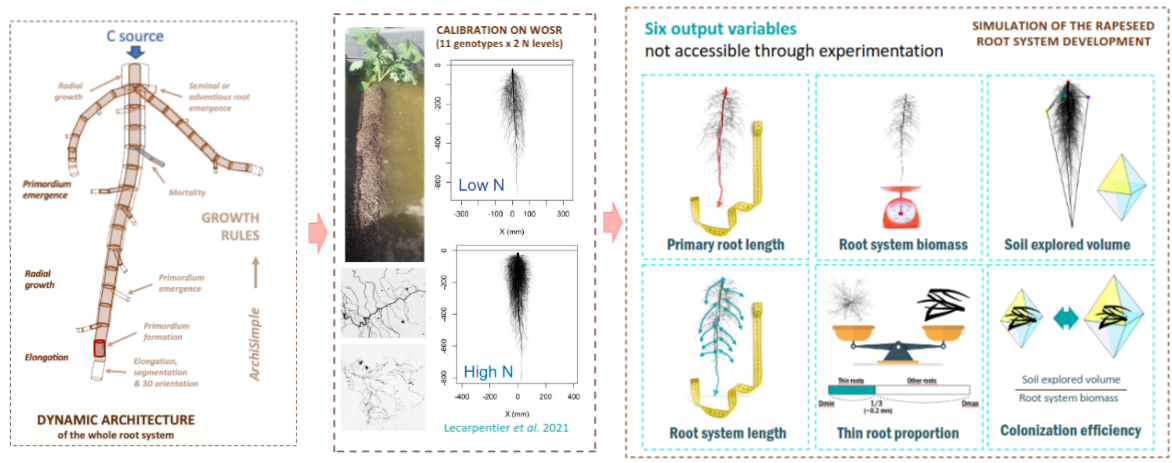 C source
Radial
growth
Seminal or
adventious root
emergence
Primordium
emergence
Mortality
GROWTH
RULES
Radial
growth
Primordium
emergence
Primordium
formation
Elongation
Elongation,
segmentation
& 3D orientation
ArchiSimple
DYNAMIC ARCHITECTURE
of the whole root system
CALIBRATION ON WOSR
(11 genotypes x 2 N levels)
0
-200
-400
-600
Low N
-300
-100
0
100
300
X (mm)
0
-200
-400
-600
-800
High N
-400
-200
0
200
400
X (mm)
Lecarpentier et al. 2021
Six output variables
not accessible through experimentation
SIMULATION OF THE RAPESEED
ROOT SYSTEM DEVELOPMENT
Primary root length
Root system biomass
Soil explored volume
Root system length
Thin roots
Other roots
Dmin
1/3
(~0.2 mm)
Dmax
Thin root proportion
Soil explored volume
Root system biomass
Colonization efficiency